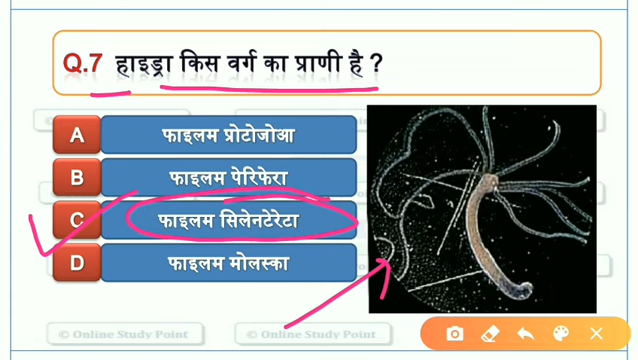 Q.7 हाइड्रा किस वर्ग का प्राणी है ?
A फाइलम प्रोटोजोआ
B फाइलम पेरिफेरा
C फाइलम सिलेनटेरेटा
D फाइलम मोलस्का
© Online Study Point
© Online Study Point